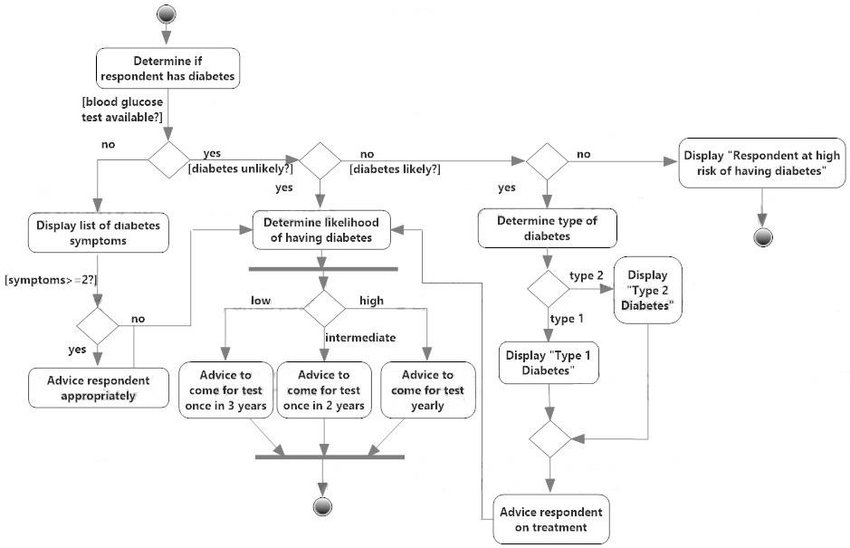 Determine if
respondent has diabetes
[blood glucose
test available?]
no
yes
[diabetes unlikely?]
no
[diabetes likely?]
no
Display "Respondent at high
risk of having diabetes"
yes
yes
Display list of diabetes
symptoms
Determine likelihood
of having diabetes
Determine type of
diabetes
[symptoms>=2?]
no
yes
low
high
intermediate
type 2
Display
"Type 2
Diabetes"
type 1
Display "Type 1
Diabetes"
Advice respondent
appropriately
Advice to
come for test
once in 3 years
Advice to
come for test
once in 2 years
Advice to
come for test
yearly
Advice respondent
on treatment